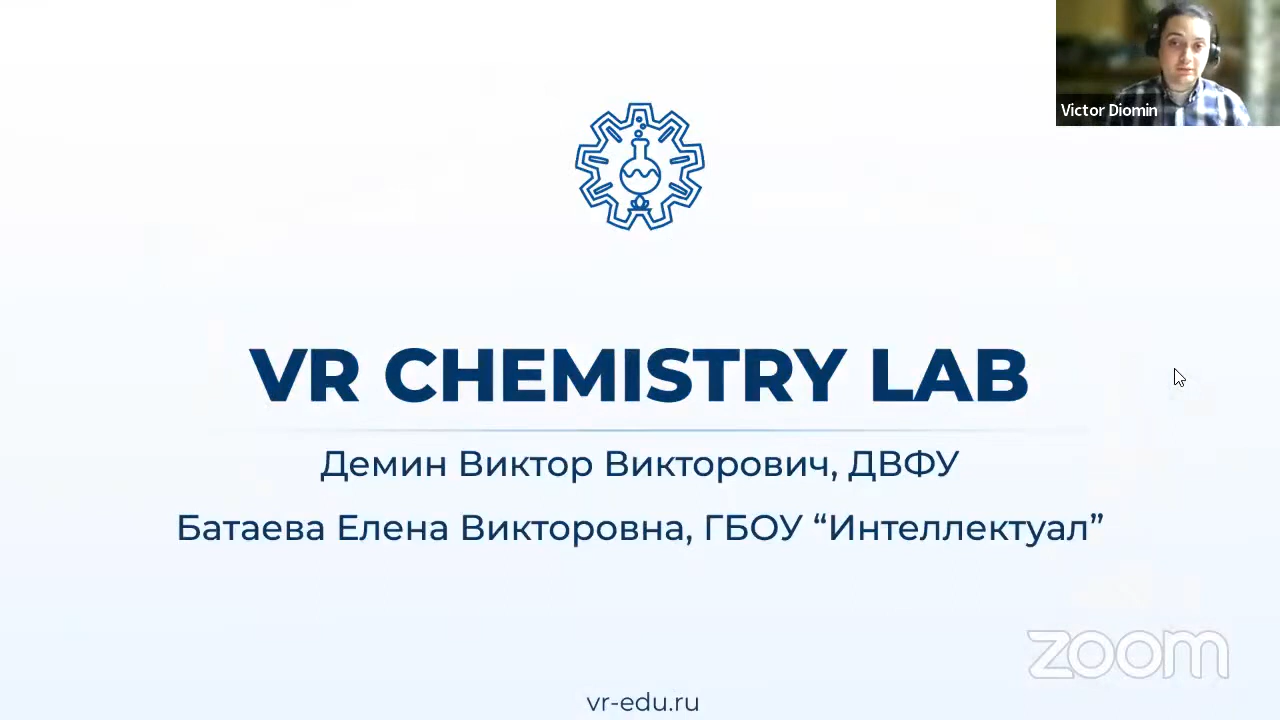 Victor Diomin
VR CHEMISTRY LAB
Демин Виктор Викторович, ДВФУ
Батаева Елена Викторовна, ГБОУ “Интеллектуал”
zoom
vr-edu.ru